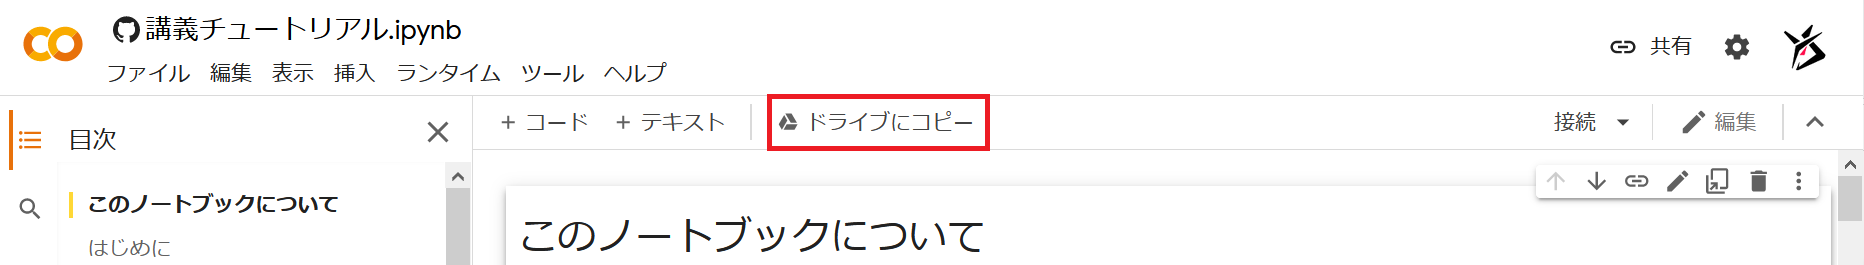 講義チュートリアル.ipynb
共有
ファイル 編集 表示 挿入 ランタイム ツール ヘルプ
目次
+ コード + テキスト ドライブにコピー 接続 編集
このノートブックについて
はじめに
このノートブックについて